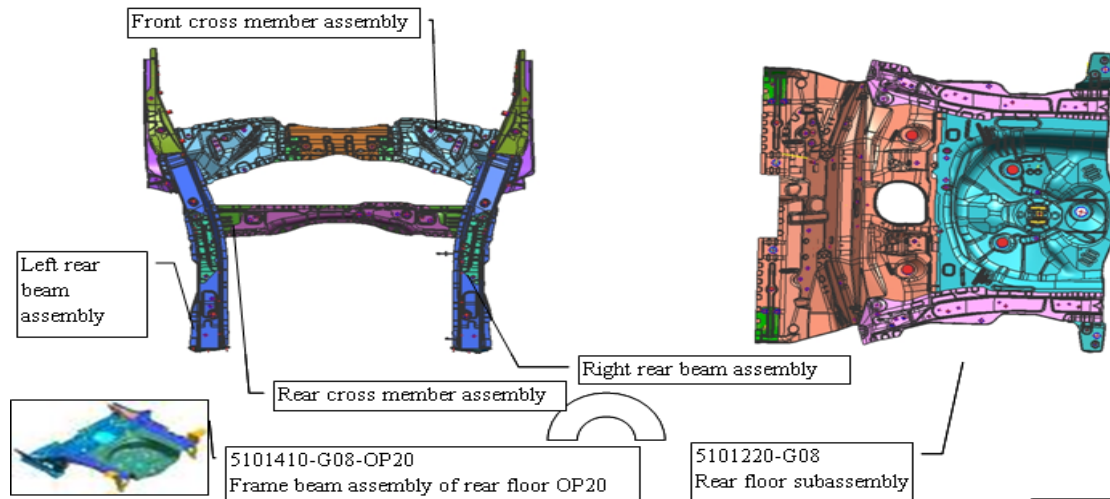 Front cross member assembly
Left rear
beam
assembly
Right rear beam assembly
Rear cross member assembly
5101410-G08-OP20
Frame beam assembly of rear floor OP20
5101220-G08
Rear floor subassembly